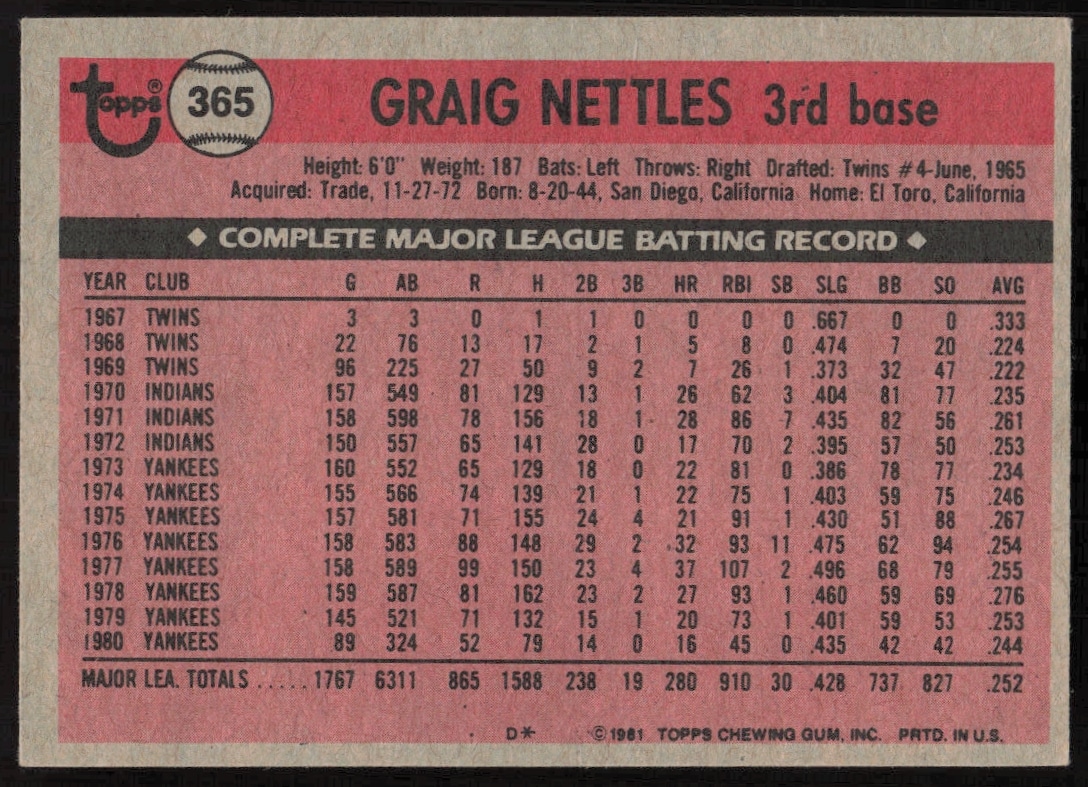 Topps® 365 GRAIG NETTLES 3rd base
Height: 6'0" Weight: 187 Bats: Left Throws: Right Drafted: Twins #4-June, 1965
Acquired: Trade, 11-27-72 Born: 8-20-44, San Diego, California Home: El Toro, California
◆ COMPLETE MAJOR LEAGUE BATTING RECORD ◆
YEAR CLUB G AB R H 2B 3B HR RBI SB SLG BB SO AVG
1967 TWINS 3 3 0 1 1 0 0 0 0 .667 0 0 .333
1968 TWINS 22 76 13 17 2 1 5 8 0 .474 7 20 .224
1969 TWINS 96 225 27 50 9 2 7 26 1 .373 32 47 .222
1970 INDIANS 157 549 81 129 13 1 26 62 3 .404 81 77 .235
1971 INDIANS 158 598 78 156 18 1 28 86 7 .435 82 56 .261
1972 INDIANS 150 557 65 141 28 0 17 70 2 .395 57 50 .253
1973 YANKEES 160 552 65 129 18 0 22 81 0 .386 78 77 .234
1974 YANKEES 155 566 74 139 21 1 22 75 1 .403 59 75 .246
1975 YANKEES 157 581 71 155 24 4 21 91 1 .430 51 88 .267
1976 YANKEES 158 583 88 148 29 2 32 93 11 .475 62 94 .254
1977 YANKEES 158 589 99 150 23 4 37 107 2 .496 68 79 .255
1978 YANKEES 159 587 81 162 23 2 27 93 1 .460 59 69 .276
1979 YANKEES 145 521 71 132 15 1 20 73 1 .401 59 53 .253
1980 YANKEES 89 324 52 79 14 0 16 45 0 .435 42 42 .244
MAJOR LEA. TOTALS ..... 1767 6311 865 1588 238 19 280 910 30 .428 737 827 .252
D* ©1981 TOPPS CHEWING GUM, INC. PRTD. IN U.S.